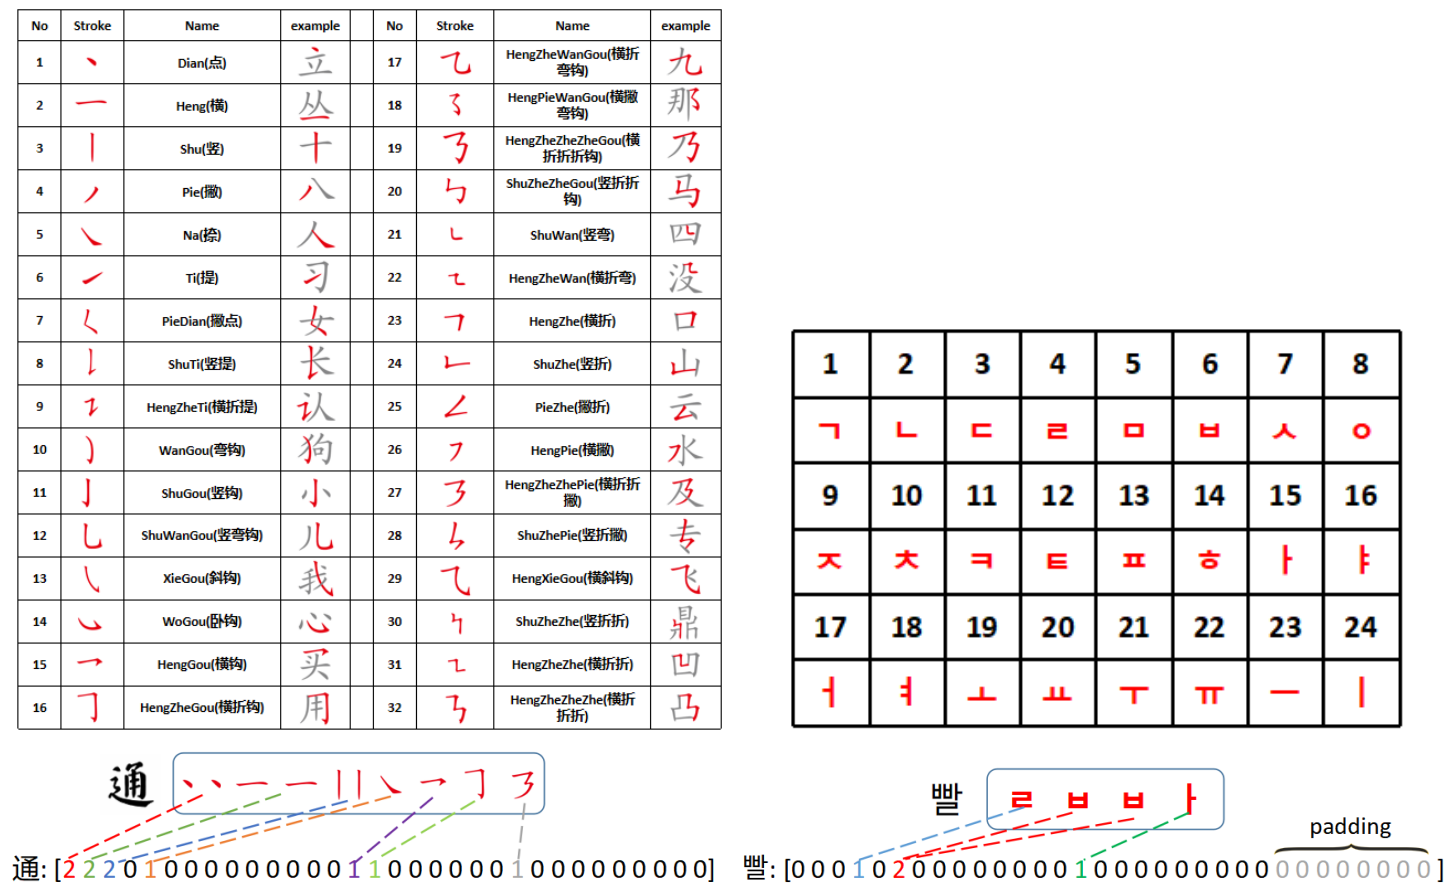 No Stroke Name example No Stroke Name example
1 丶 Dian(点) 立 17 ⺄ HengZheWanGou(横折弯钩) 九
2 一 Heng(横) 丛 18 ㇌ HengPieWanGou(横撇弯钩) 那
3 丨 Shu(竖) 十 19 ㇡ HengZheZheZheGou(横折折折钩) 乃
4 丿 Pie(撇) 八 20 ㇉ ShuZheZheGou(竖折折钩) 马
5 ㇏ Na(捺) 人 21 ㇄ ShuWan(竖弯) 四
6 ㇀ Ti(提) 习 22 ㇍ HengZheWan(横折弯) 没
7 ㇛ PieDian(撇点) 女 23 ㇕ HengZhe(横折) 口
8 ㇙ ShuTi(竖提) 长 24 ㇗ ShuZhe(竖折) 山
9 ㇊ HengZheTi(横折提) 认 25 ㇜ PieZhe(撇折) 云
10 ㇁ WanGou(弯钩) 狗 26 ㇇ HengPie(横撇) 水
11 亅 ShuGou(竖钩) 小 27 ㇋ HengZheZhePie(横折折撇) 及
12 ㇟ ShuWanGou(竖弯钩) 儿 28 ㇞ ShuZhePie(竖折撇) 专
13 ㇂ XieGou(斜钩) 我 29 ⺄ HengXieGou(横斜钩) 飞
14 ㇃ WoGou(卧钩) 心 30 ㇞ ShuZheZhe(竖折折) 鼎
15 ㇖ HengGou(横钩) 买 31 ㇅ HengZheZhe(横折折) 凹
16 ㇆ HengZheGou(横折钩) 用 32 ㇎ HengZheZheZhe(横折折折) 凸
1 2 3 4 5 6 7 8
ㄱ ㄴ ㄷ ㄹ ㅁ ㅂ ㅅ ㅇ
9 10 11 12 13 14 15 16
ㅈ ㅊ ㅋ ㅌ ㅍ ㅎ ㅏ ㅑ
17 18 19 20 21 22 23 24
ㅓ ㅕ ㅗ ㅛ ㅜ ㅠ ㅡ ㅣ
通 丶 丶 一 一 丨 丨 ㇏ ㇖ ㇆ ㇋
通: [2 2 2 0 1 0 0 0 0 0 0 0 0 0 1 1 0 0 0 0 0 0 1 0 0 0 0 0 0 0 0 0]
빨 ㄹ ㅂ ㅂ ㅏ
padding
빨: [0 0 0 1 0 2 0 0 0 0 0 0 0 0 1 0 0 0 0 0 0 0 0 0 0 0 0 0 0 0 0 0 ]